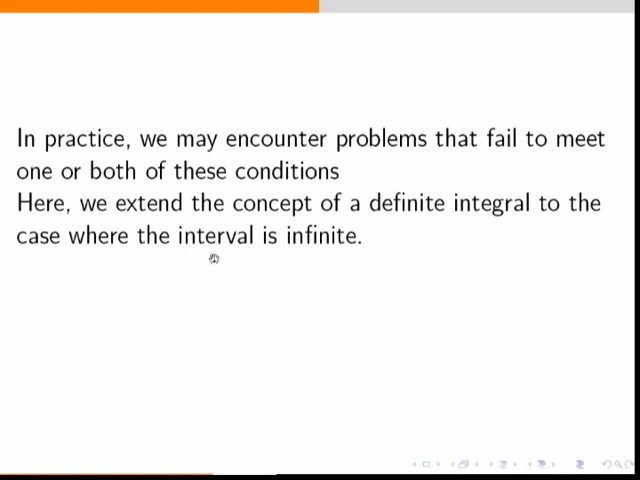 In practice, we may encounter problems that fail to meet
one or both of these conditions
Here, we extend the concept of a definite integral to the
case where the interval is infinite.